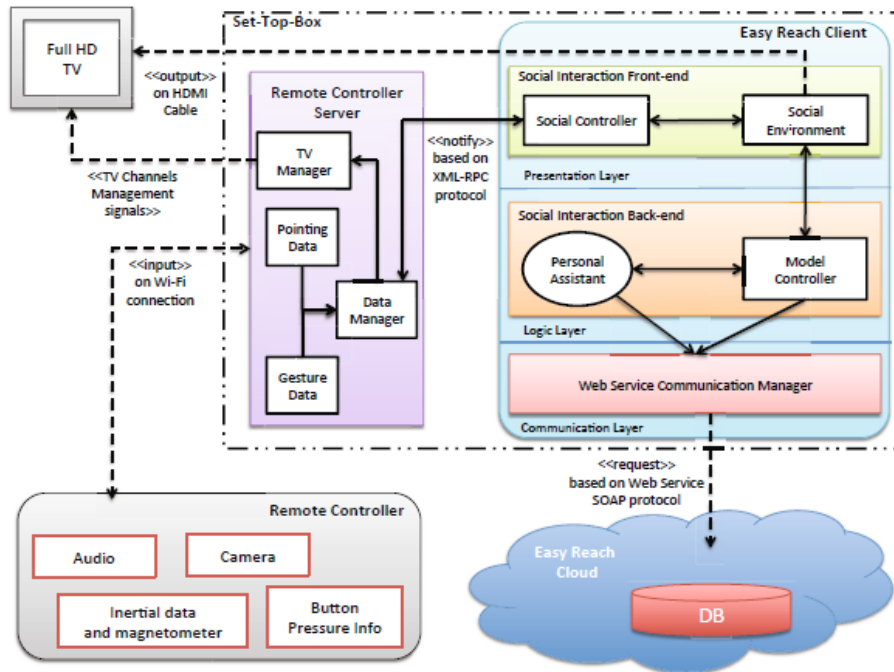 Set-Top-Box
Easy Reach Client
Full HD
TV
<<output>>
on HDMI
Cable
Remote Controller
Server
Social Interaction Front-end
Social Controller
Social
Environment
<<notify>>
based on
XML-RPC
protocol
TV
Manager
Presentation Layer
<<TV Channels
Management
signals>>
Pointing
Data
Social Interaction Back-end
Personal
Assistant
Model
Controller
<<input>>
on Wi-Fi
connection
Data
Manager
Logic Layer
Gesture
Data
Web Service Communication Manager
Communication Layer
<<request>>
based on Web Service
SOAP protocol
Remote Controller
Audio
Camera
Inertial data
and magnetometer
Button
Pressure Info
Easy Reach
Cloud
DB